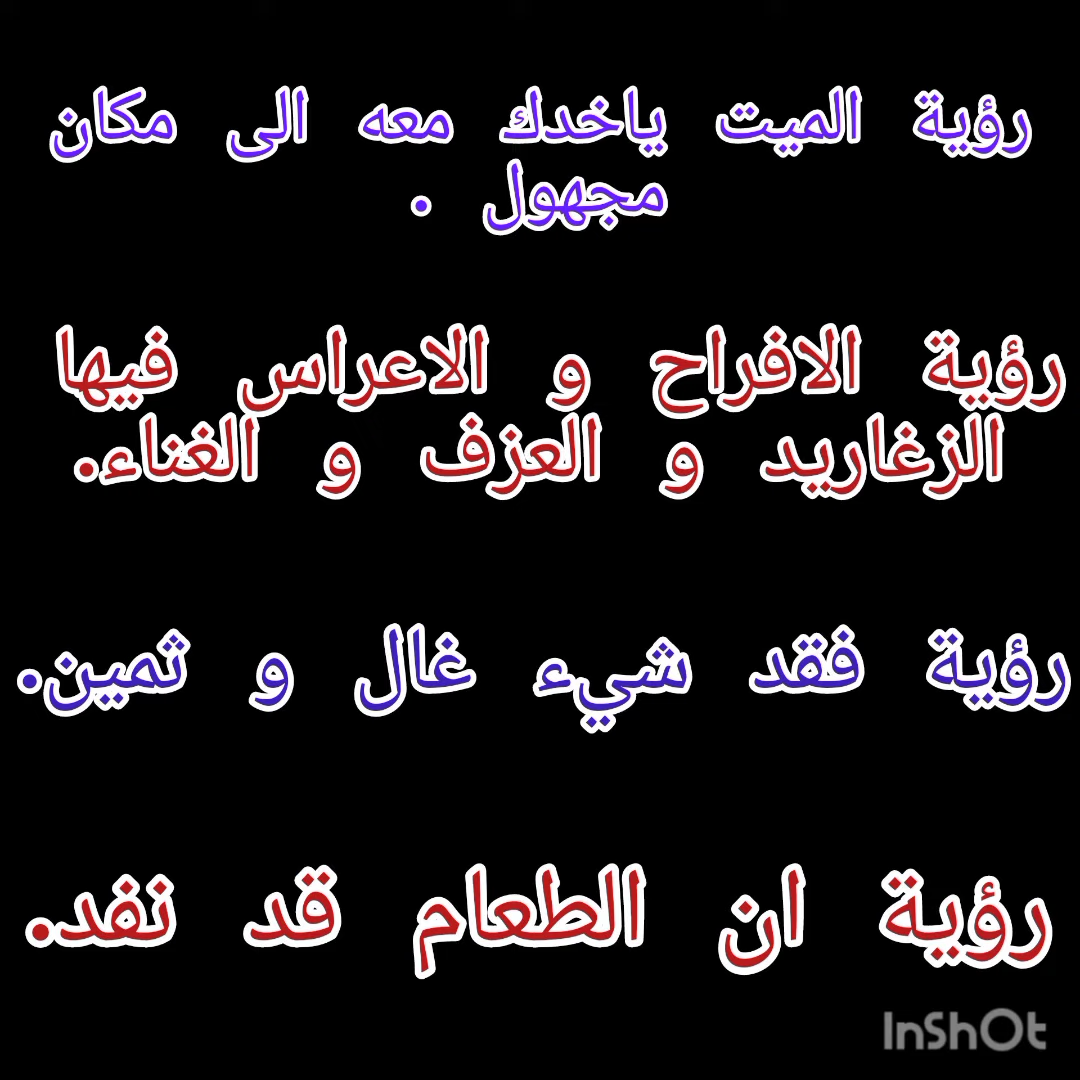 رؤية الميت ياخدك معه الى مكان
مجهول .
رؤية الافراح و الاعراس فيها
الزغاريد و العزف و الغناء.
رؤية فقد شيء غال و ثمين.
رؤية ان الطعام قد نفد.
InShOt